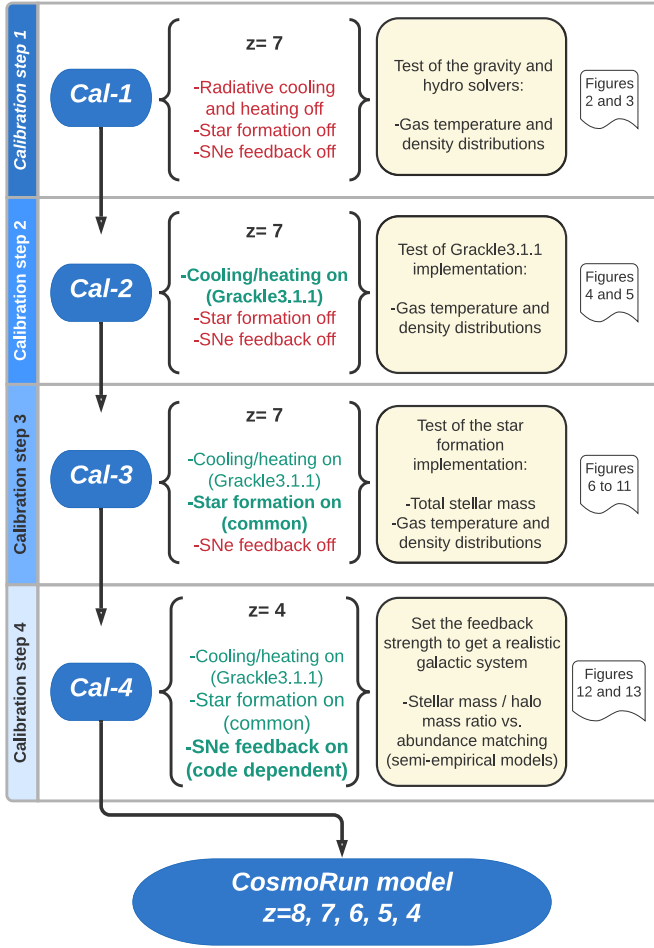 Calibration step 1
Cal-1
z= 7
-Radiative cooling
and heating off
-Star formation off
-SNe feedback off
Test of the gravity and
hydro solvers:
-Gas temperature and
density distributions
Figures
2 and 3
Calibration step 2
Cal-2
z= 7
-Cooling/heating on
(Grackle3.1.1)
-Star formation off
-SNe feedback off
Test of Grackle3.1.1
implementation:
-Gas temperature and
density distributions
Figures
4 and 5
Calibration step 3
Cal-3
z= 7
-Cooling/heating on
(Grackle3.1.1)
-Star formation on
(common)
-SNe feedback off
Test of the star
formation
implementation:
-Total stellar mass
-Gas temperature and
density distributions
Figures
6 to 11
Calibration step 4
Cal-4
z= 4
-Cooling/heating on
(Grackle3.1.1)
-Star formation on
(common)
-SNe feedback on
(code dependent)
Set the feedback
strength to get a realistic
galactic system
-Stellar mass / halo
mass ratio vs.
abundance matching
(semi-empirical models)
Figures
12 and 13
CosmoRun model
z=8, 7, 6, 5, 4